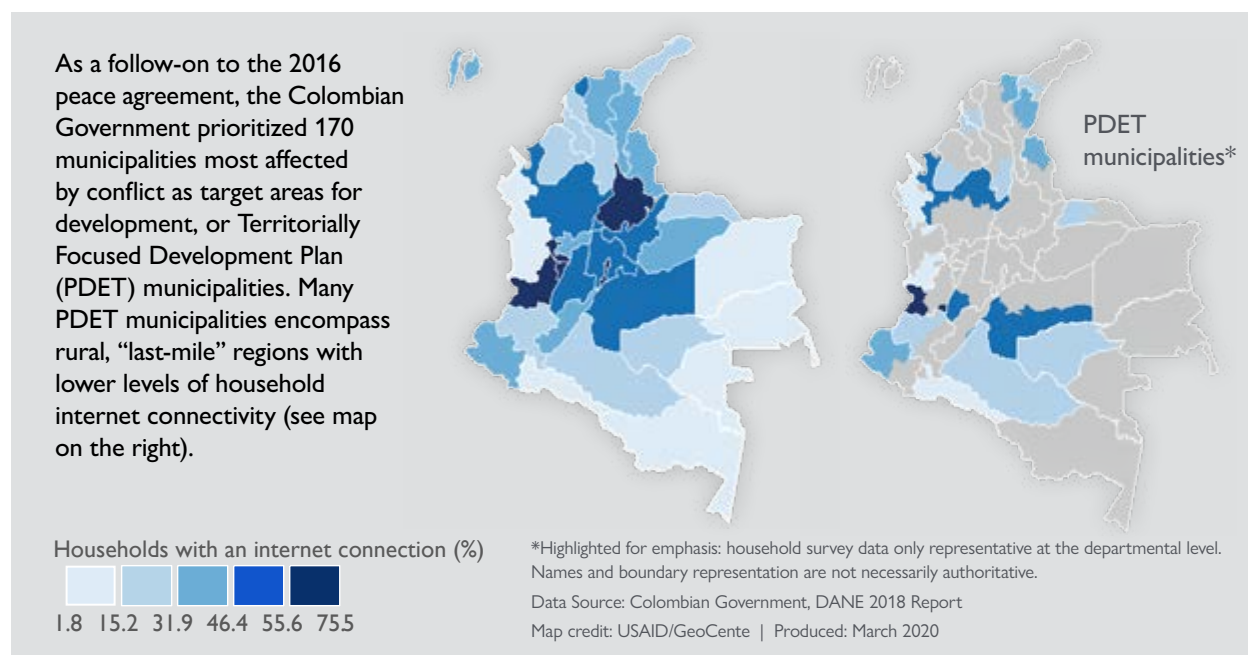 As a follow-on to the 2016
peace agreement, the Colombian
Government prioritized 170
municipalities most affected
by conflict as target areas for
development, or Territorially
Focused Development Plan
(PDET) municipalities. Many
PDET municipalities encompass
rural, “last-mile” regions with
lower levels of household
internet connectivity (see map
on the right).
PDET
municipalities*
Households with an internet connection (%)
1.8 15.2 31.9 46.4 55.6 75.5
*Highlighted for emphasis: household survey data only representative at the departmental level.
Names and boundary representation are not necessarily authoritative.
Data Source: Colombian Government, DANE 2018 Report
Map credit: USAID/GeoCente | Produced: March 2020